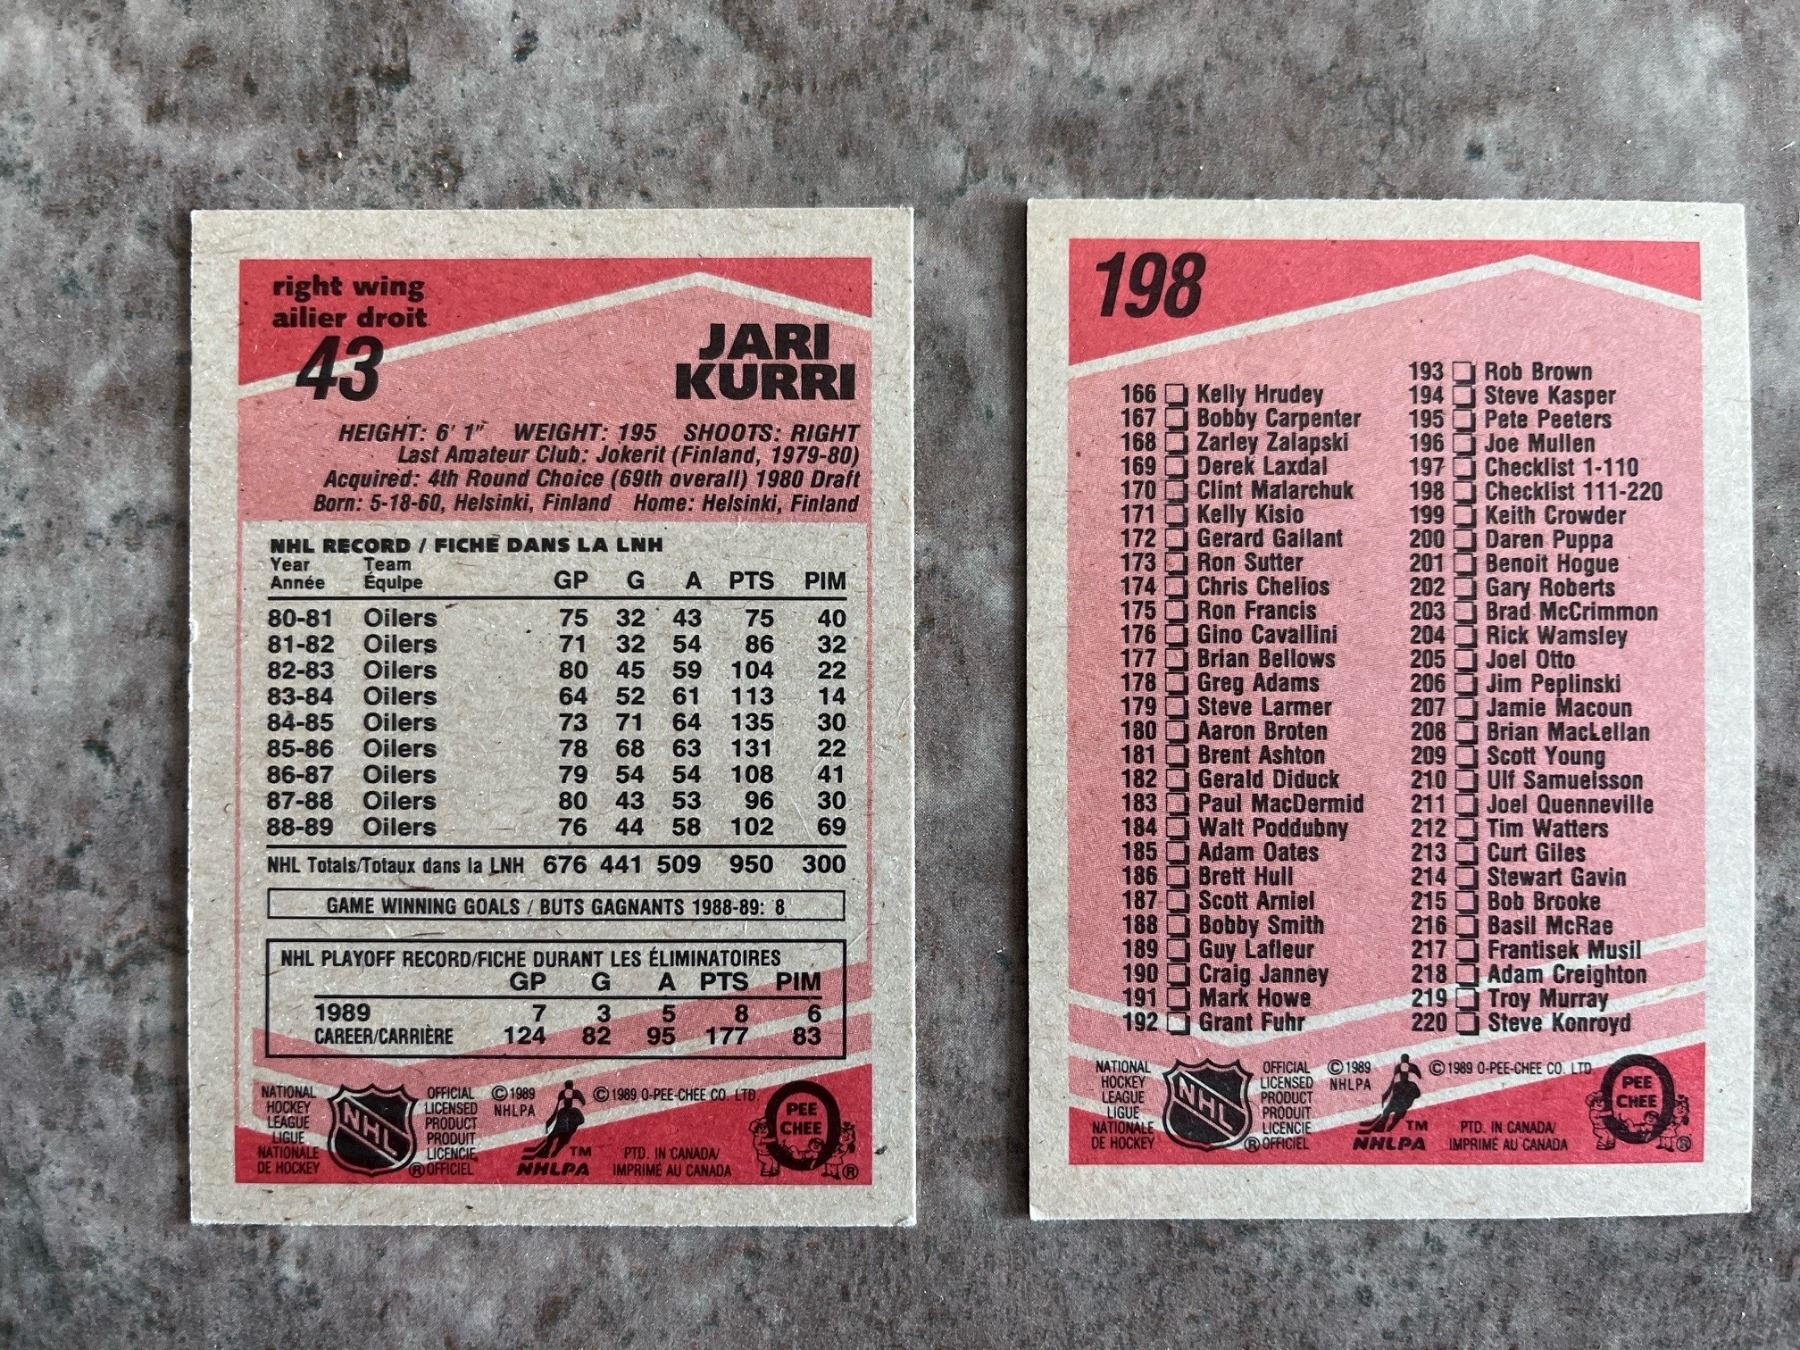 right wing
ailier droit
43
JARI
KURRI
HEIGHT: 6' 1" WEIGHT: 195 SHOOTS: RIGHT
Last Amateur Club: Jokerit (Finland, 1979-80)
Acquired: 4th Round Choice (69th overall) 1980 Draft
Born: 5-18-60, Helsinki, Finland Home: Helsinki, Finland
NHL RECORD / FICHE DANS LA LNH
Year Team
Année Équipe GP G A PTS PIM
80-81 Oilers 75 32 43 75 40
81-82 Oilers 71 32 54 86 32
82-83 Oilers 80 45 59 104 22
83-84 Oilers 64 52 61 113 14
84-85 Oilers 73 71 64 135 30
85-86 Oilers 78 68 63 131 22
86-87 Oilers 79 54 54 108 41
87-88 Oilers 80 43 53 96 30
88-89 Oilers 76 44 58 102 69
NHL Totals/Totaux dans la LNH 676 441 509 950 300
GAME WINNING GOALS / BUTS GAGNANTS 1988-89: 8
NHL PLAYOFF RECORD/FICHE DURANT LES ÉLIMINATOIRES
GP G A PTS PIM
1989 7 3 5 8 6
CAREER/CARRIÈRE 124 82 95 177 83
NATIONAL
HOCKEY
LEAGUE
LIGUE
NATIONALE
DE HOCKEY
NHL
OFFICIAL
LICENSED
PRODUCT
PRODUIT
LICENCIE
® OFFICIEL
©1989
NHLPA
TM
NHLPA
©1989 O-PEE-CHEE CO. LTD.
PTD. IN CANADA/
IMPRIMÉ AU CANADA
O
PEE
CHEE
®
198
166 Kelly Hrudey
167 Bobby Carpenter
168 Zarley Zalapski
169 Derek Laxdal
170 Clint Malarchuk
171 Kelly Kisio
172 Gerard Gallant
173 Ron Sutter
174 Chris Chelios
175 Ron Francis
176 Gino Cavallini
177 Brian Bellows
178 Greg Adams
179 Steve Larmer
180 Aaron Broten
181 Brent Ashton
182 Gerald Diduck
183 Paul MacDermid
184 Walt Poddubny
185 Adam Oates
186 Brett Hull
187 Scott Arniel
188 Bobby Smith
189 Guy Lafleur
190 Craig Janney
191 Mark Howe
192 Grant Fuhr
193 Rob Brown
194 Steve Kasper
195 Pete Peeters
196 Joe Mullen
197 Checklist 1-110
198 Checklist 111-220
199 Keith Crowder
200 Daren Puppa
201 Benoit Hogue
202 Gary Roberts
203 Brad McCrimmon
204 Rick Wamsley
205 Joel Otto
206 Jim Peplinski
207 Jamie Macoun
208 Brian MacLellan
209 Scott Young
210 Ulf Samuelsson
211 Joel Quenneville
212 Tim Watters
213 Curt Giles
214 Stewart Gavin
215 Bob Brooke
216 Basil McRae
217 Frantisek Musil
218 Adam Creighton
219 Troy Murray
220 Steve Konroyd
NATIONAL
HOCKEY
LEAGUE
LIGUE
NATIONALE
DE HOCKEY
NHL
OFFICIAL
LICENSED
PRODUCT
PRODUIT
LICENCIE
® OFFICIEL
©1989
NHLPA
TM
NHLPA
©1989 O-PEE-CHEE CO. LTD.
PTD. IN CANADA/
IMPRIMÉ AU CANADA
O
PEE
CHEE
®